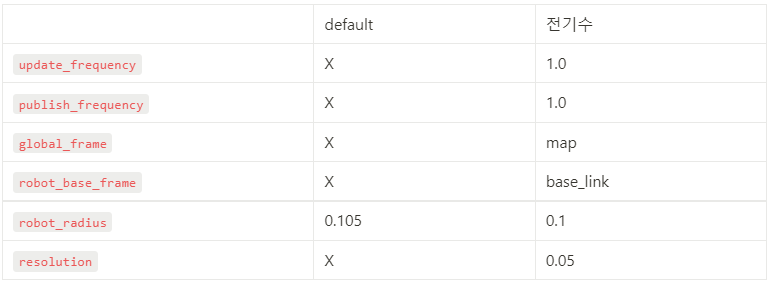 default 전기수
update_frequency X 1.0
publish_frequency X 1.0
global_frame X map
robot_base_frame X base_link
robot_radius 0.105 0.1
resolution X 0.05